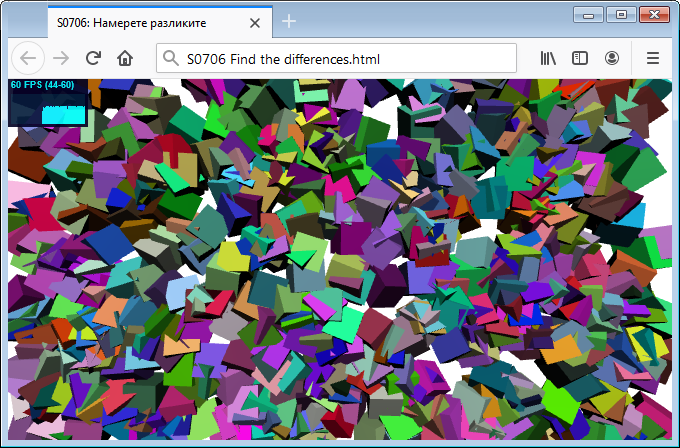 S0706: Намерете разликите
S0706 Find the differences.html
60 FPS (44-60)